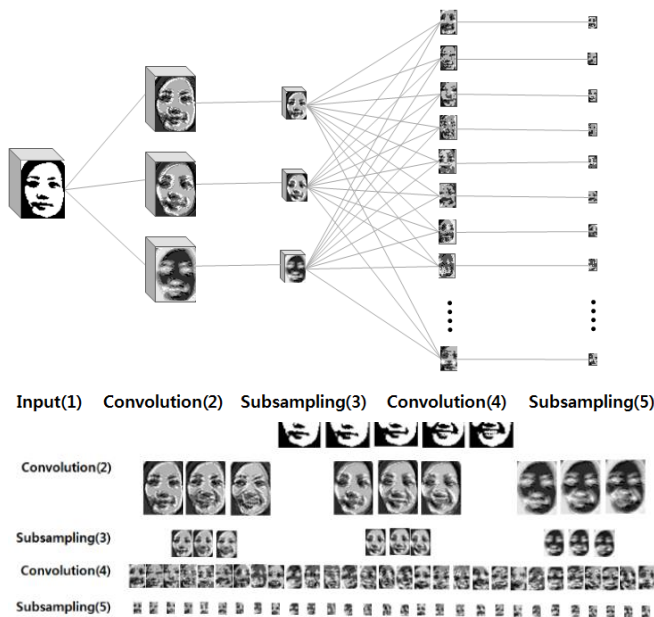 Input(1) Convolution(2) Subsampling(3) Convolution(4) Subsampling(5)
Convolution(2)
Subsampling(3)
Convolution(4)
Subsampling(5)